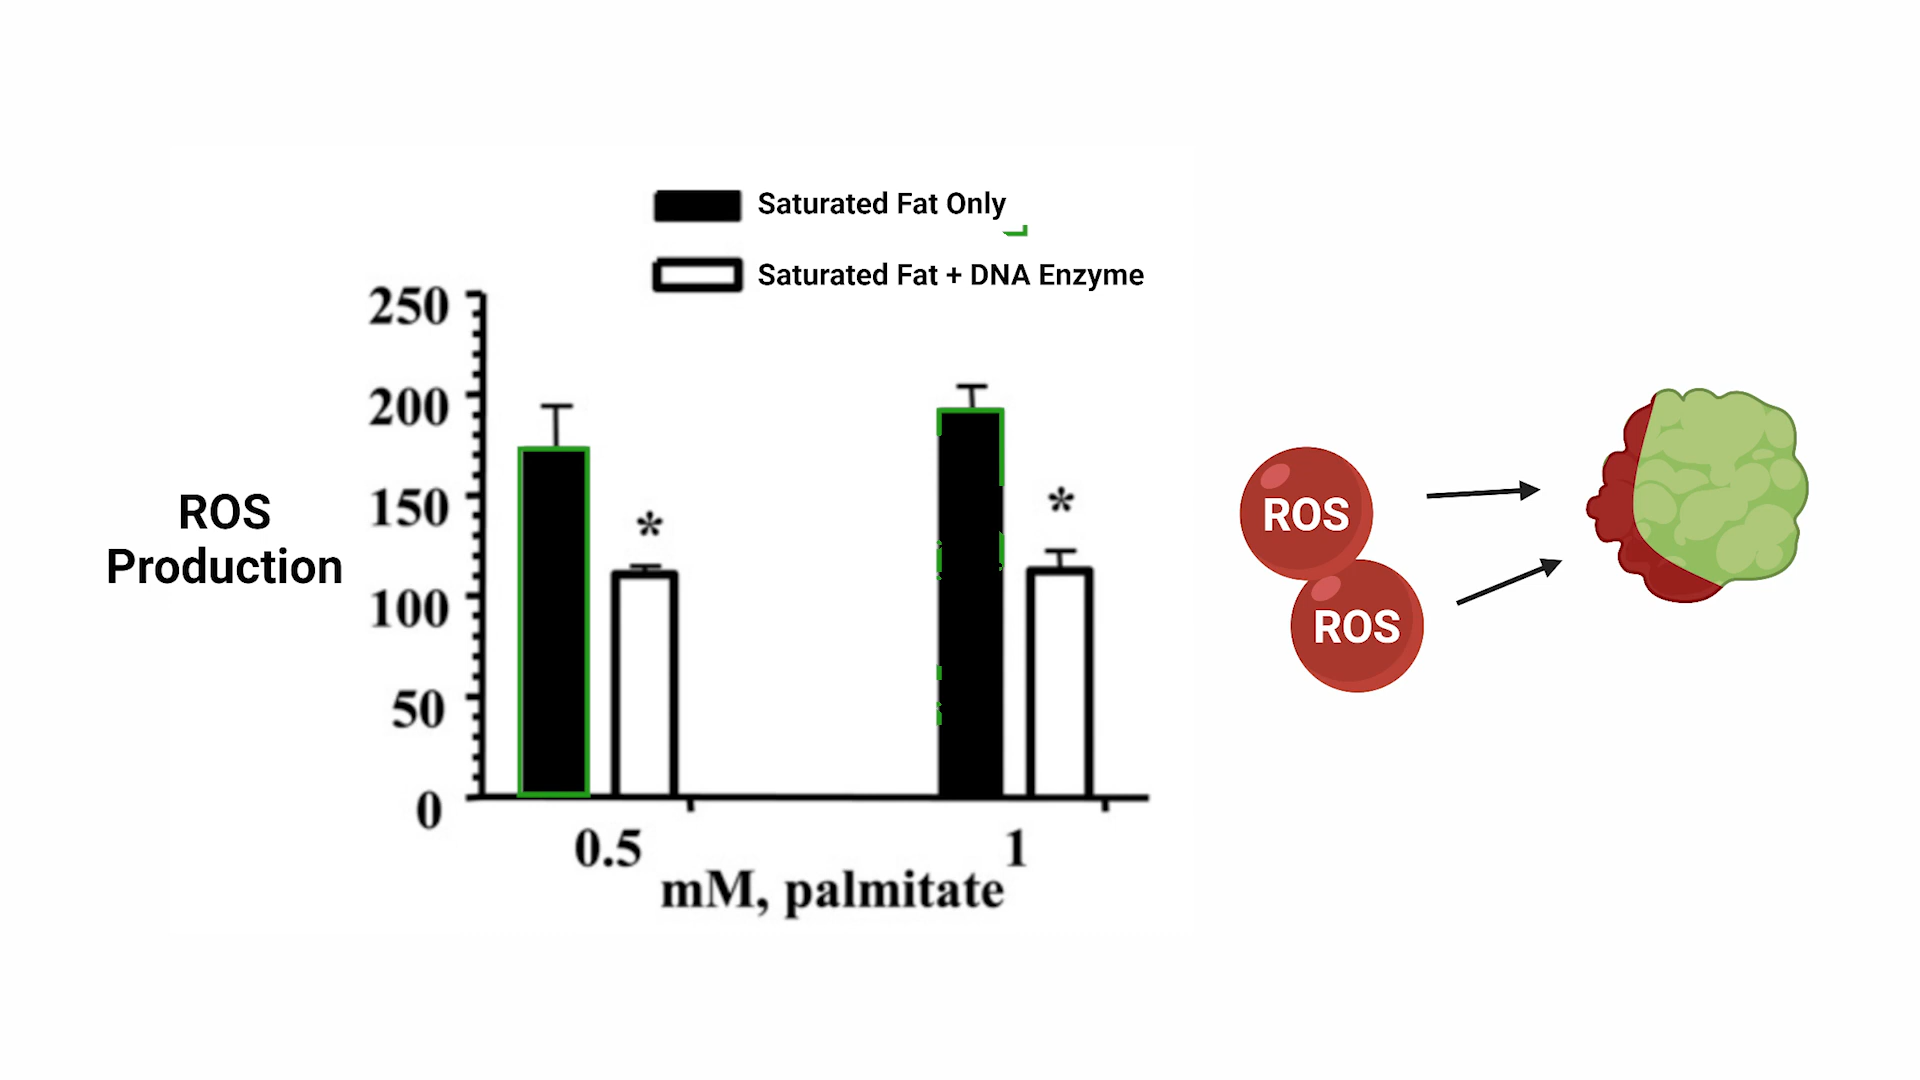 Saturated Fat Only
Saturated Fat + DNA Enzyme
250
200
150
100
50
0
ROS
Production
*
*
0.5
1
mM, palmitate
ROS
ROS